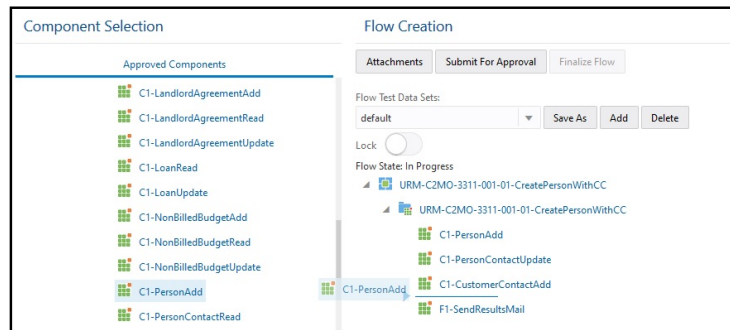 Component Selection
Approved Components
C1-LandlordAgreementAdd
C1-LandlordAgreementRead
C1-LandlordAgreementUpdate
C1-LoanRead
C1-LoanUpdate
C1-NonBilledBudgetAdd
C1-NonBilledBudgetRead
C1-NonBilledBudgetUpdate
C1-PersonAdd
C1-PersonContactRead
C1-PersonAdd
Flow Creation
Attachments Submit For Approval Finalize Flow
Flow Test Data Sets:
default Save As Add Delete
Lock
Flow State: In Progress
URM-C2MO-3311-001-01-CreatePersonWithCC
URM-C2MO-3311-001-01-CreatePersonWithCC
C1-PersonAdd
C1-PersonContactUpdate
C1-CustomerContactAdd
F1-SendResultsMail